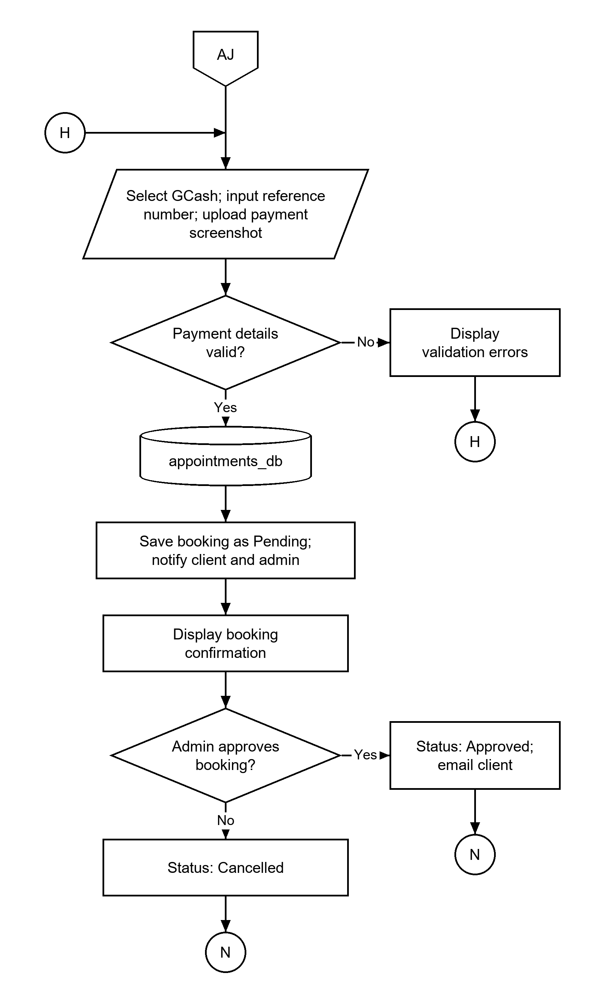 AJ
H
Select GCash; input reference
number; upload payment
screenshot
Payment details
valid?
No
Display
validation errors
Yes
H
appointments_db
Save booking as Pending;
notify client and admin
Display booking
confirmation
Admin approves
booking?
Yes
Status: Approved;
email client
No
N
Status: Cancelled
N